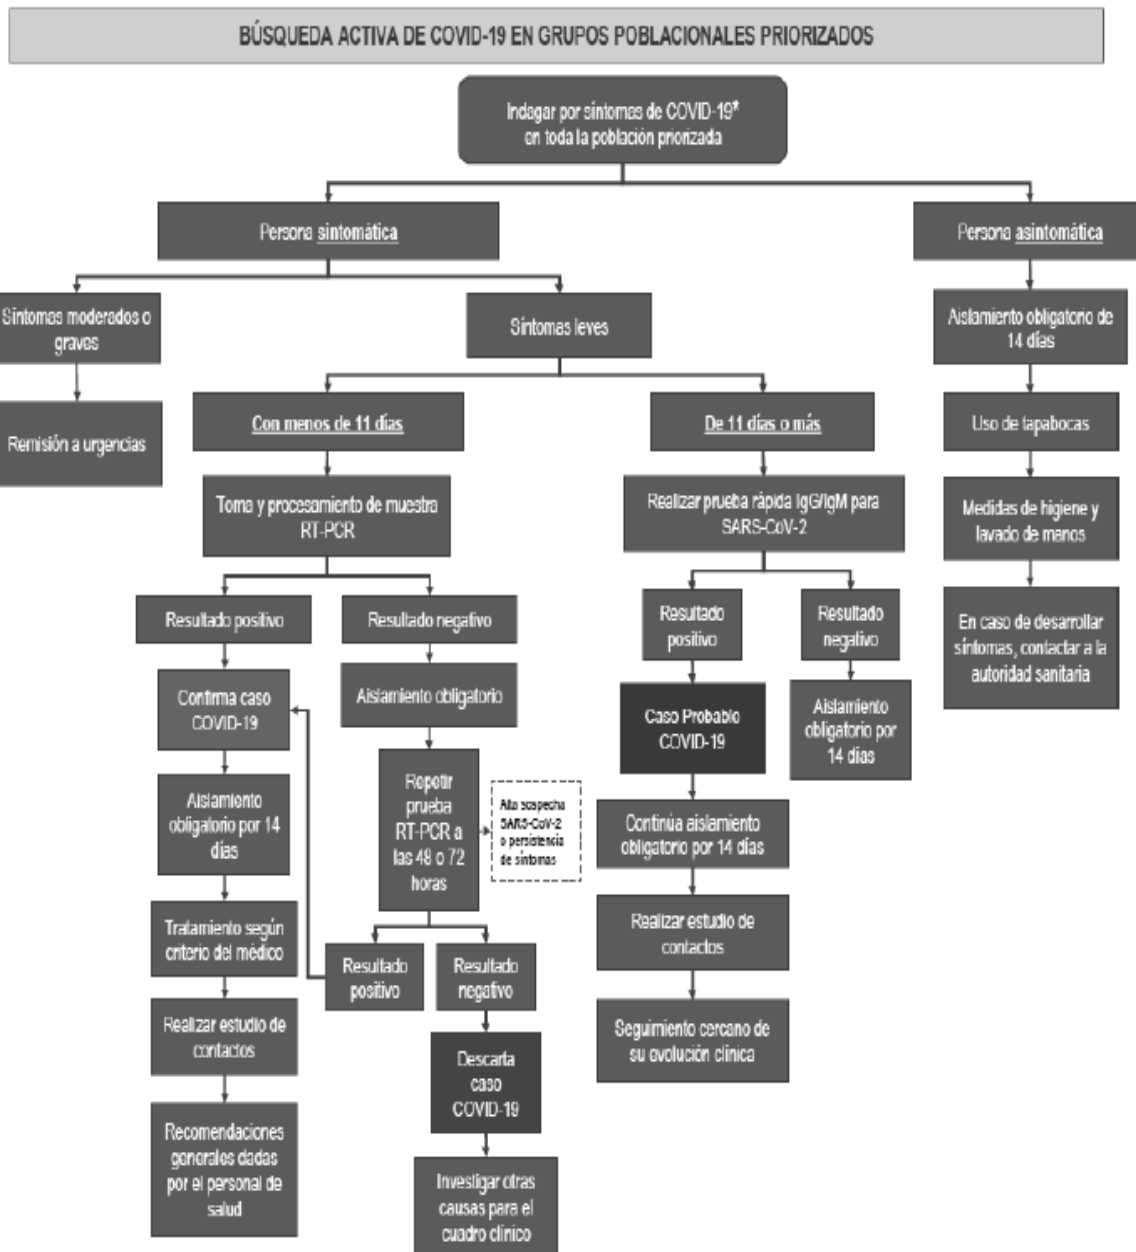 BÚSQUEDA ACTIVA DE COVID-19 EN GRUPOS POBLACIONALES PRIORIZADOS
Indagar por síntomas de COVID-19*
en toda la población priorizada
Persona sintomática
Persona asintomática
Síntomas moderados o
graves
Remisión a urgencias
Síntomas leves
Con menos de 11 días
Toma y procesamiento de muestra
RT-PCR
Resultado positivo
Confirma caso
COVID-19
Aislamiento
obligatorio por 14
días
Tratamiento según
criterio del médico
Realizar estudio de
contactos
Recomendaciones
generales dadas
por el personal de
salud
Resultado negativo
Aislamiento obligatorio
Repetir
prueba
RT-PCR a
las 48 o 72
horas
Alta sospecha
SARS-CoV-2
o persistencia
de síntomas
Resultado
positivo
Resultado
negativo
Descarta
caso
COVID-19
Investigar otras
causas para el
cuadro clínico
De 11 días o más
Realizar prueba rápida IgG/IgM para
SARS-CoV-2
Resultado
positivo
Caso Probable
COVID-19
Continúa aislamiento
obligatorio por 14 días
Realizar estudio de
contactos
Seguimiento cercano de
su evolución clínica
Resultado
negativo
Aislamiento
obligatorio por
14 días
Aislamiento obligatorio de
14 días
Uso de tapabocas
Medidas de higiene y
lavado de manos
En caso de desarrollar
síntomas, contactar a la
autoridad sanitaria